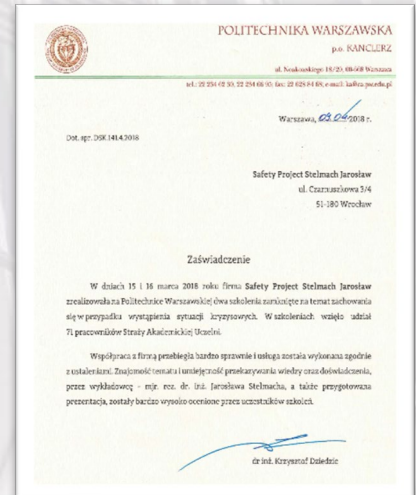 POLITECHNIKA WARSZAWSKA
p.o. KANCLERZ
Warszawa, 09.04.2018 r.
Dot. spr. DSK.141.4.2018
Safety Project Stelmach Jarosław
ul. Czarnuszkowa 3/4
51-180 Wrocław
Zaświadczenie
W dniach 15 i 16 marca 2018 roku firma Safety Project Stelmach Jarosław
zrealizowała na Politechnice Warszawskiej dwa szkolenia zamknięte na temat zachowania
się w przypadku wystąpienia sytuacji kryzysowych. W szkoleniach wzięło udział
71 pracowników Straży Akademickiej Uczelni.
Współpraca z firmą przebiegła bardzo sprawnie i usługa została wykonana zgodnie
z ustaleniami. Znajomość tematu i umiejętność przekazywania wiedzy oraz doświadczenia,
przez wykładowcę - mjr. rez. dr. inż. Jarosława Stelmacha, a także przygotowana
prezentacja, zostały bardzo wysoko ocenione przez uczestników szkoleń.
dr inż. Krzysztof Dziedzic